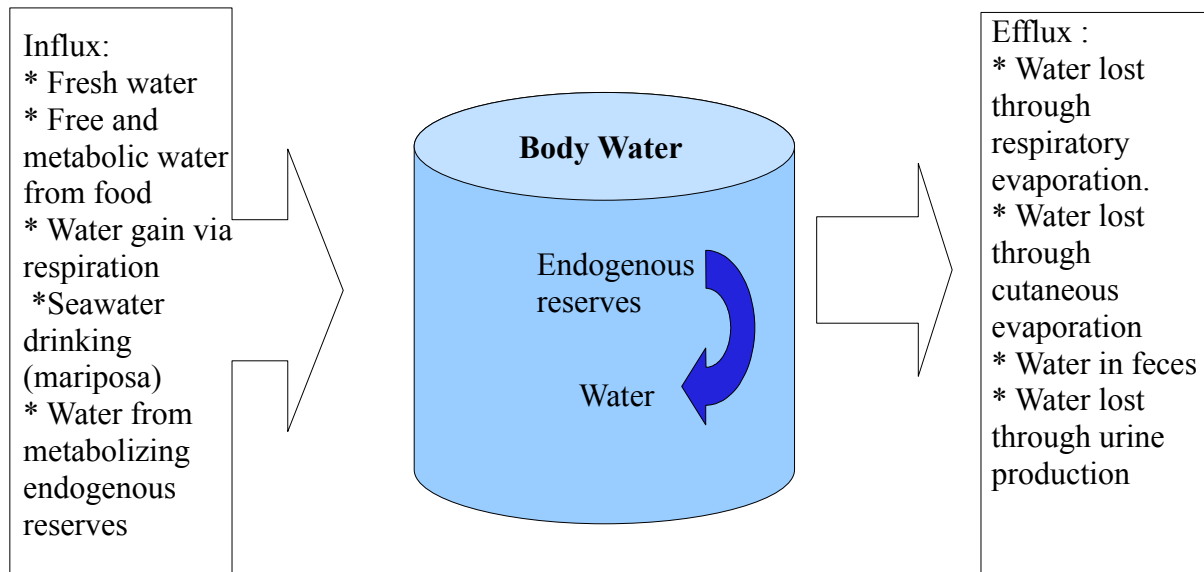 Influx:
* Fresh water
* Free and
metabolic water
from food
* Water gain via
respiration
*Seawater
drinking
(mariposa)
* Water from
metabolizing
endogenous
reserves
Body Water
Endogenous
reserves
Water
Efflux :
* Water lost
through
respiratory
evaporation.
* Water lost
through
cutaneous
evaporation
* Water in feces
* Water lost
through urine
production